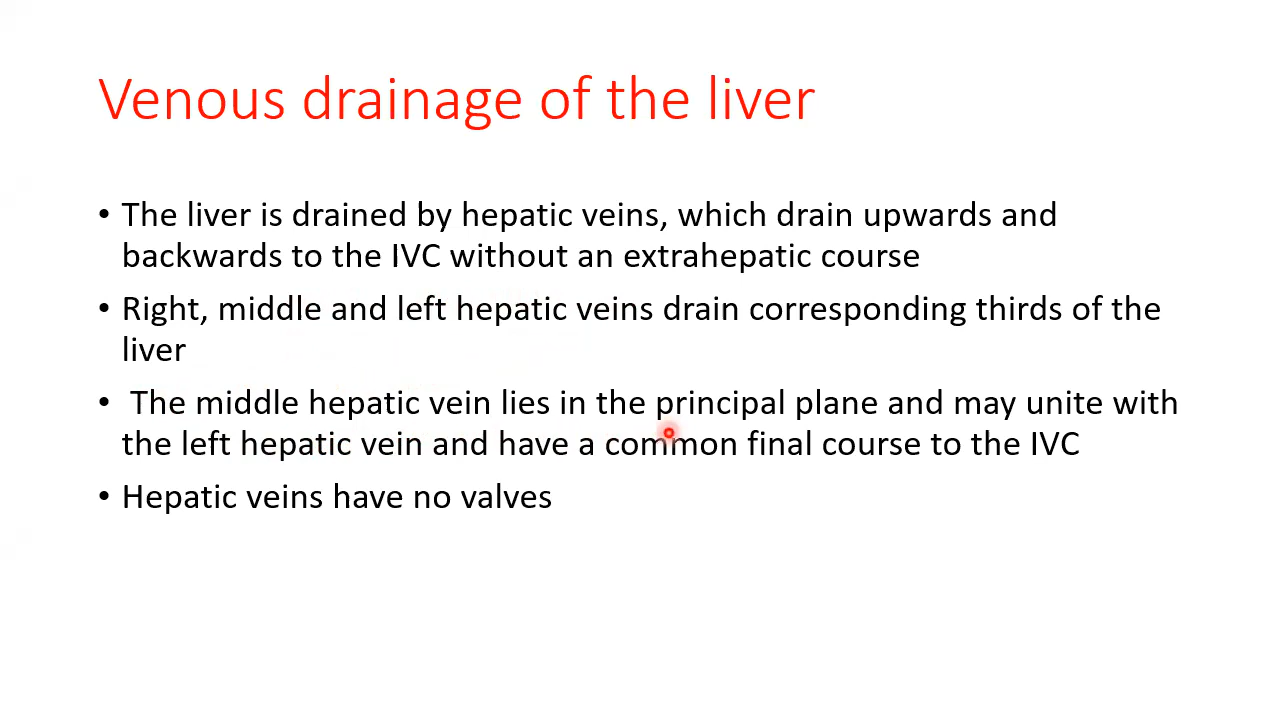 Venous drainage of the liver
• The liver is drained by hepatic veins, which drain upwards and
backwards to the IVC without an extrahepatic course
• Right, middle and left hepatic veins drain corresponding thirds of the
liver
• The middle hepatic vein lies in the principal plane and may unite with
the left hepatic vein and have a common final course to the IVC
• Hepatic veins have no valves